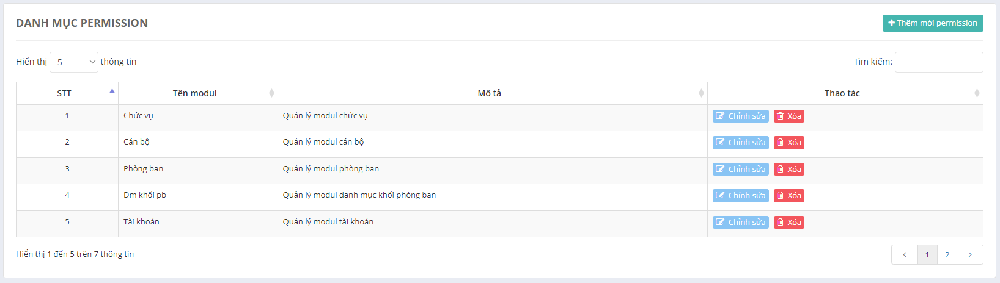 DANH MỤC PERMISSION
Thêm mới permission
Hiển thị 5 thông tin
Tìm kiếm:
STT Tên modul Mô tả Thao tác
1 Chức vụ Quản lý modul chức vụ Chỉnh sửa Xóa
2 Cán bộ Quản lý modul cán bộ Chỉnh sửa Xóa
3 Phòng ban Quản lý modul phòng ban Chỉnh sửa Xóa
4 Dm khối pb Quản lý modul danh mục khối phòng ban Chỉnh sửa Xóa
5 Tài khoản Quản lý modul tài khoản Chỉnh sửa Xóa
Hiển thị 1 đến 5 trên 7 thông tin
1 2